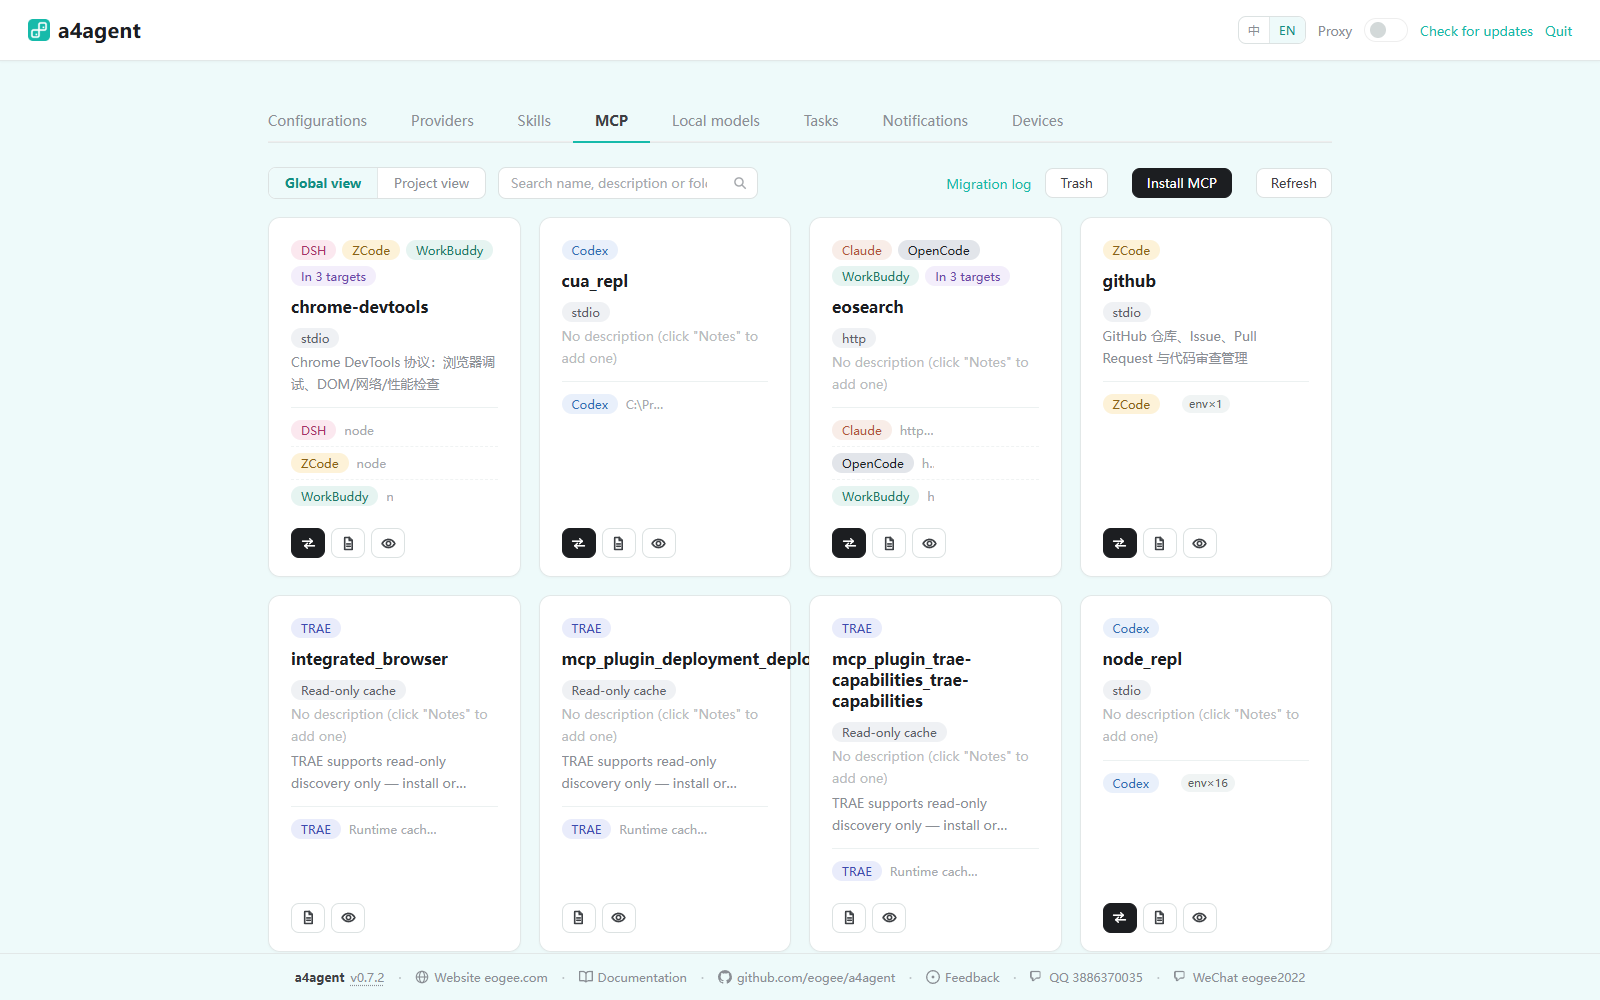 a4agent
中 EN Proxy Check for updates Quit
Configurations Providers Skills MCP Local models Tasks Notifications Devices
Global view Project view Search name, description or fol Migration log Trash Install MCP Refresh
DSH ZCode WorkBuddy
In 3 targets
chrome-devtools
stdio
Chrome DevTools 协议：浏览器调
试、DOM/网络/性能检查
DSH node
ZCode node
WorkBuddy n
Codex
cua_repl
stdio
No description (click "Notes" to
add one)
Codex C:\Pr...
Claude OpenCode
WorkBuddy In 3 targets
eosearch
http
No description (click "Notes" to
add one)
Claude http...
OpenCode h..
WorkBuddy h
ZCode
github
stdio
GitHub 仓库、Issue、Pull
Request 与代码审查管理
ZCode env×1
TRAE
integrated_browser
Read-only cache
No description (click "Notes" to
add one)
TRAE supports read-only
discovery only — install or...
TRAE Runtime cach...
TRAE
mcp_plugin_deployment_deplo
Read-only cache
No description (click "Notes" to
add one)
TRAE supports read-only
discovery only — install or...
TRAE Runtime cach...
TRAE
mcp_plugin_trae-
capabilities_trae-
capabilities
Read-only cache
No description (click "Notes" to
add one)
TRAE supports read-only
discovery only — install or...
TRAE Runtime cach...
Codex
node_repl
stdio
No description (click "Notes" to
add one)
Codex env×16
a4agent v0.7.2 · Website eogee.com · Documentation · github.com/eogee/a4agent · Feedback · QQ 3886370035 · WeChat eogee2022